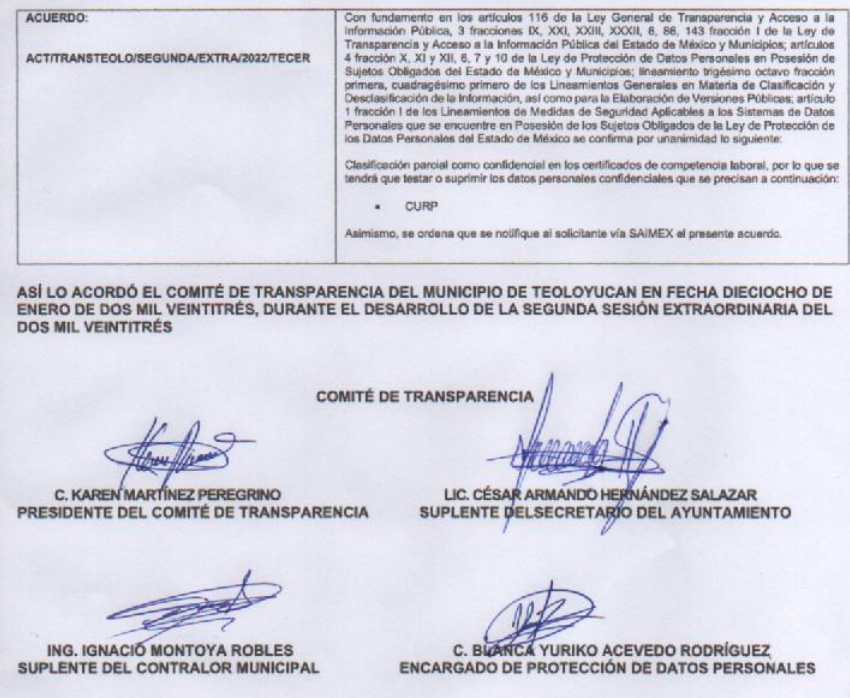 ACUERDO:
ACT/TRANSTEOLO/SEGUNDA/EXTRA/2022/TECER
Con fundamento en los artículos 116 de la Ley General de Transparencia y Acceso a la
Información Pública, 3 fracciones IX, XXI, XXIII, XXXII, 6, 86, 143 fracción I de la Ley de
Transparencia y Acceso a la Información Pública del Estado de México y Municipios; artículos
4 fracción X, XI y XII, 6, 7 y 10 de la Ley de Protección de Datos Personales en Posesión de
Sujetos Obligados del Estado de México y Municipios; lineamiento trigésimo octavo fracción
primera, cuadragésimo primero de los Lineamientos Generales en Materia de Clasificación y
Desclasificación de la Información, así como para la Elaboración de Versiones Públicas; artículo
1 fracción I de los Lineamientos de Medidas de Seguridad Aplicables a los Sistemas de Datos
Personales que se encuentre en Posesión de los Sujetos Obligados de la Ley de Protección de
los Datos Personales del Estado de México se confirma por unanimidad lo siguiente:
Clasificación parcial como confidencial en los certificados de competencia laboral, por lo que se
tendrá que testar o suprimir los datos personales confidenciales que se precisan a continuación:
• CURP
Asimismo, se ordena que se notifique al solicitante vía SAIMEX el presente acuerdo.
ASÍ LO ACORDÓ EL COMITÉ DE TRANSPARENCIA DEL MUNICIPIO DE TEOLOYUCAN EN FECHA DIECIOCHO DE
ENERO DE DOS MIL VEINTITRÉS, DURANTE EL DESARROLLO DE LA SEGUNDA SESIÓN EXTRAORDINARIA DEL
DOS MIL VEINTITRÉS
COMITÉ DE TRANSPARENCIA
C. KAREN MARTÍNEZ PEREGRINO
PRESIDENTE DEL COMITÉ DE TRANSPARENCIA
LIC. CÉSAR ARMANDO HERNÁNDEZ SALAZAR
SUPLENTE DELSECRETARIO DEL AYUNTAMIENTO
ING. IGNACIO MONTOYA ROBLES
SUPLENTE DEL CONTRALOR MUNICIPAL
C. BLANCA YURIKO ACEVEDO RODRÍGUEZ
ENCARGADO DE PROTECCIÓN DE DATOS PERSONALES